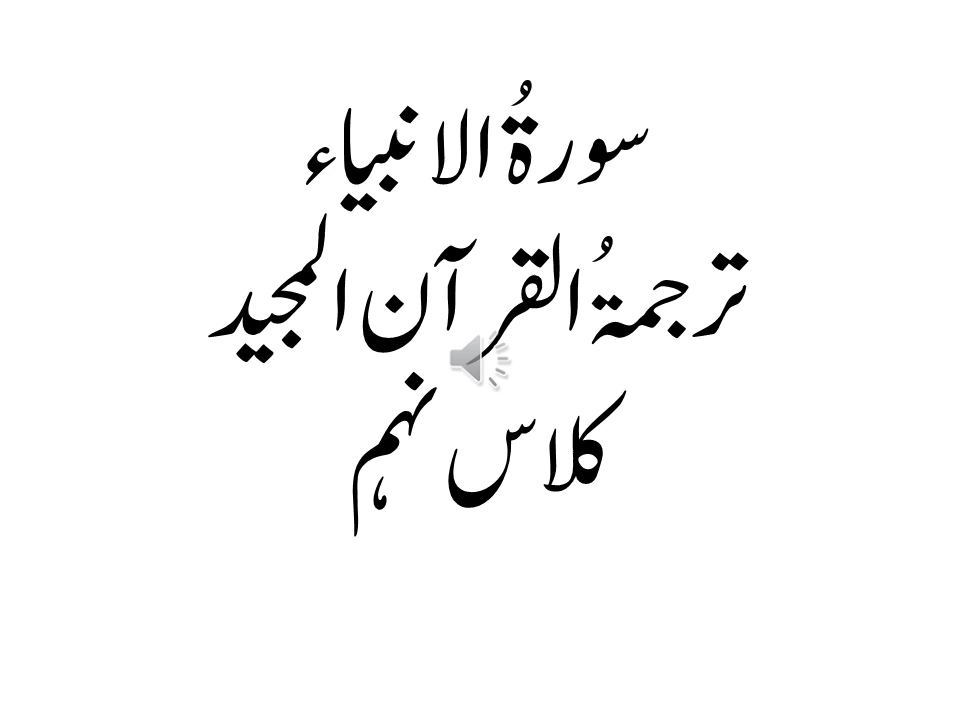 سورۃُ الانبیاء
ترجمۃُ القرآن المجید
کلاس نہم